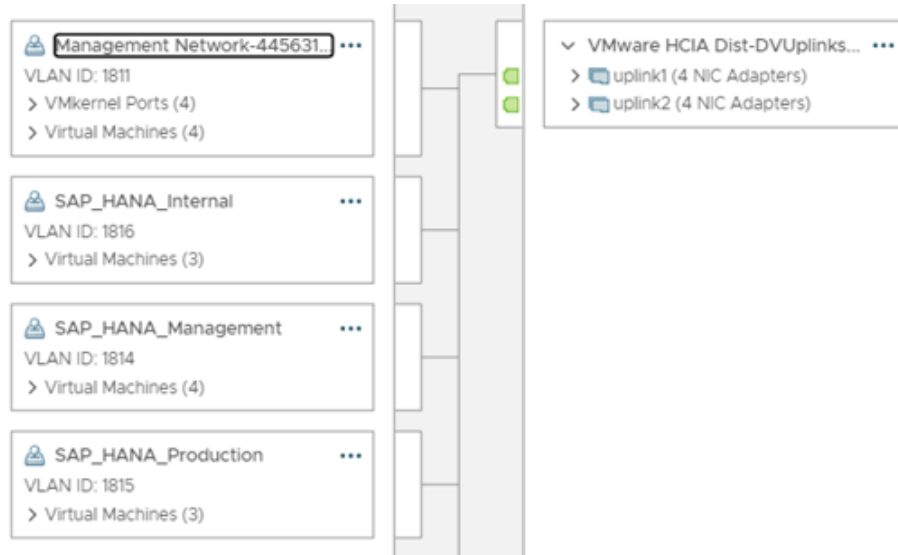 Management Network-445631...
VLAN ID: 1811
VMkernel Ports (4)
Virtual Machines (4)
SAP_HANA_Internal
VLAN ID: 1816
Virtual Machines (3)
SAP_HANA_Management
VLAN ID: 1814
Virtual Machines (4)
SAP_HANA_Production
VLAN ID: 1815
Virtual Machines (3)
VMware HCIA Dist-DVUplinks...
uplink1 (4 NIC Adapters)
uplink2 (4 NIC Adapters)